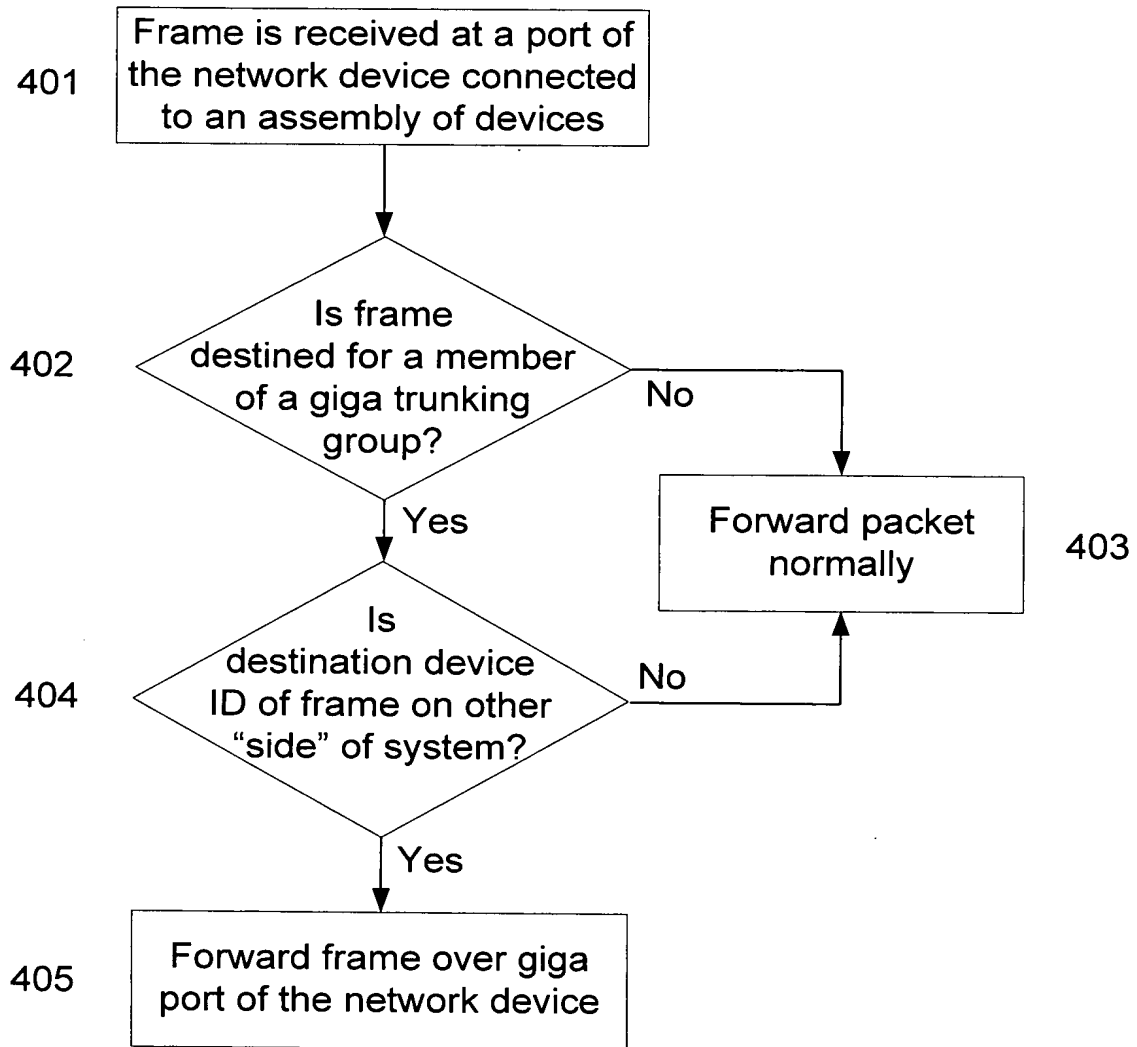 401
Frame is received at a port of
the network device connected
to an assembly of devices
402
Is frame
destined for a member
of a giga trunking
group?
No
Yes
Forward packet
normally
403
404
Is
destination device
ID of frame on other
“side” of system?
No
Yes
405
Forward frame over giga
port of the network device